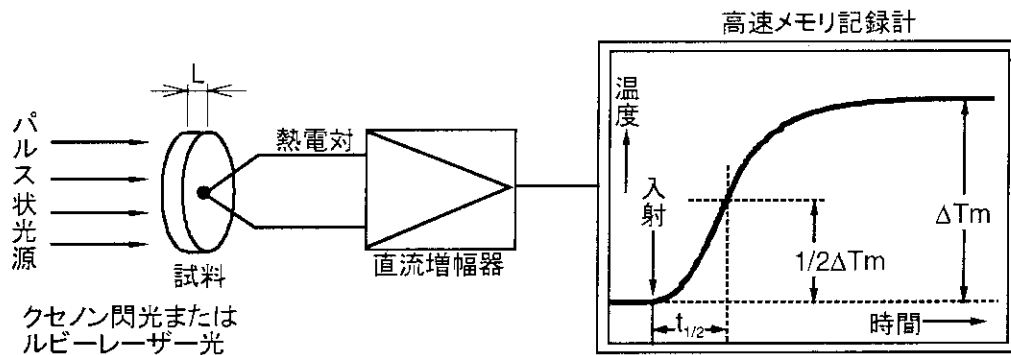 高速メモリ記録計
L
パルス状光源
熱電対
試料
直流増幅器
クセノン閃光または
ルビーレーザー光
温度
入射
ΔTm
1/2ΔTm
t1/2
時間